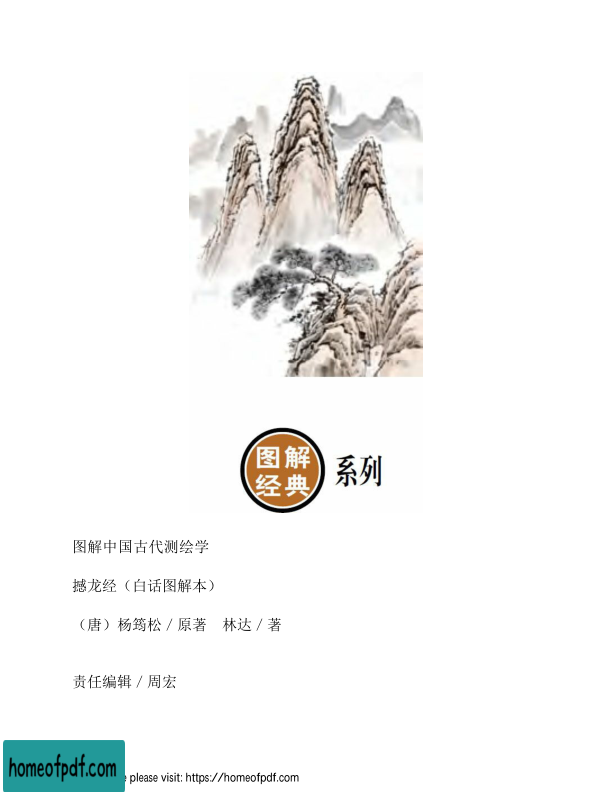 图解
经典
系列
图解中国古代测绘学
撼龙经（白话图解本）
（唐）杨筠松／原著　林达／著
责任编辑／周宏
homeofpdf.com
e please visit: https://homeofpdf.com